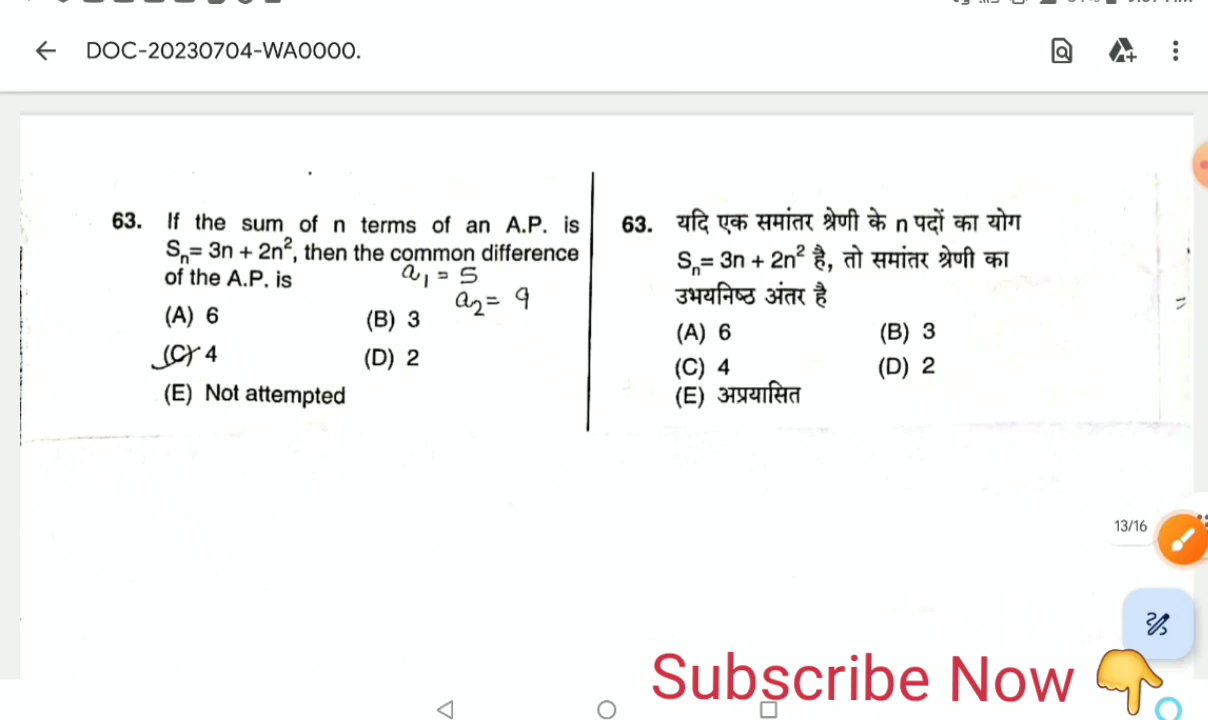 DOC-20230704-WA0000.
63. If the sum of n terms of an A.P. is
Sₙ= 3n + 2n², then the common difference
of the A.P. is
a₁ = 5
a₂ = 9
(A) 6 (B) 3
(C) 4 (D) 2
(E) Not attempted
63. यदि एक समांतर श्रेणी के n पदों का योग
Sₙ= 3n + 2n² है, तो समांतर श्रेणी का
उभयनिष्ठ अंतर है
(A) 6 (B) 3
(C) 4 (D) 2
(E) अप्रयासित
13/16
Subscribe Now